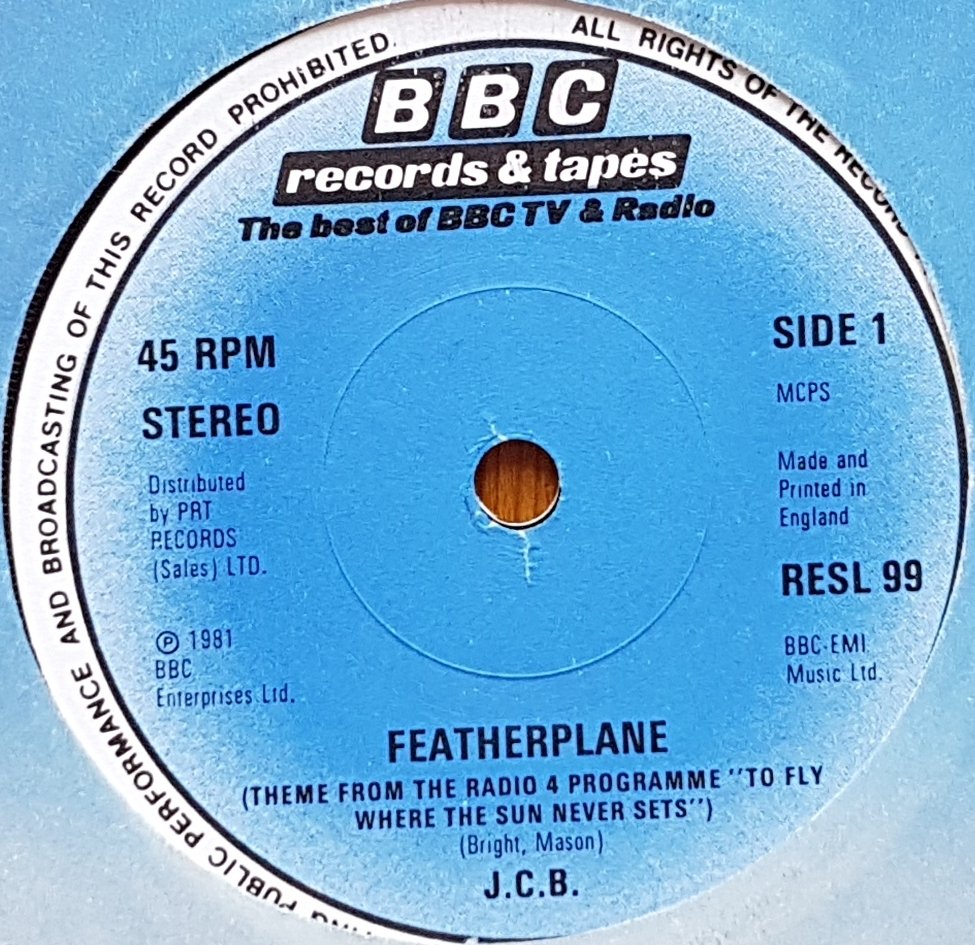 ALL RIGHTS OF THE RECORD
PUBLIC PERFORMANCE AND BROADCASTING OF THIS RECORD PROHIBITED.
BBC
records & tapes
The best of BBC TV & Radio
45 RPM
STEREO
Distributed
by PRT
RECORDS
(Sales) LTD.
℗ 1981
BBC
Enterprises Ltd.
SIDE 1
MCPS
Made and
Printed in
England
RESL 99
BBC-EMI
Music Ltd.
FEATHERPLANE
(THEME FROM THE RADIO 4 PROGRAMME "TO FLY
WHERE THE SUN NEVER SETS")
(Bright, Mason)
J.C.B.